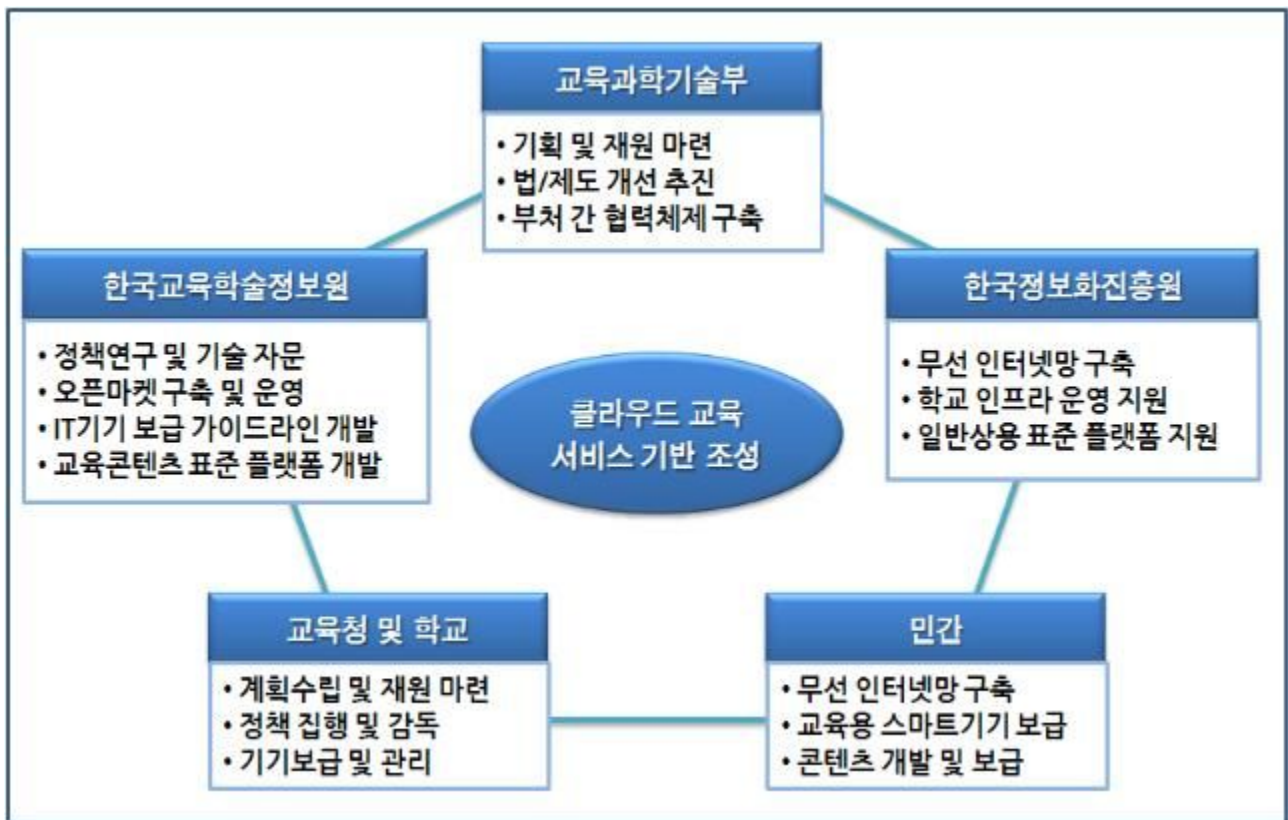 교육과학기술부
• 기획 및 재원 마련
• 법/제도 개선 추진
• 부처 간 협력체제 구축
한국교육학술정보원
• 정책연구 및 기술 자문
• 오픈마켓 구축 및 운영
• IT기기 보급 가이드라인 개발
• 교육콘텐츠 표준 플랫폼 개발
한국정보화진흥원
• 무선 인터넷망 구축
• 학교 인프라 운영 지원
• 일반상용 표준 플랫폼 지원
클라우드 교육
서비스 기반 조성
교육청 및 학교
• 계획수립 및 재원 마련
• 정책 집행 및 감독
• 기기보급 및 관리
민간
• 무선 인터넷망 구축
• 교육용 스마트기기 보급
• 콘텐츠 개발 및 보급